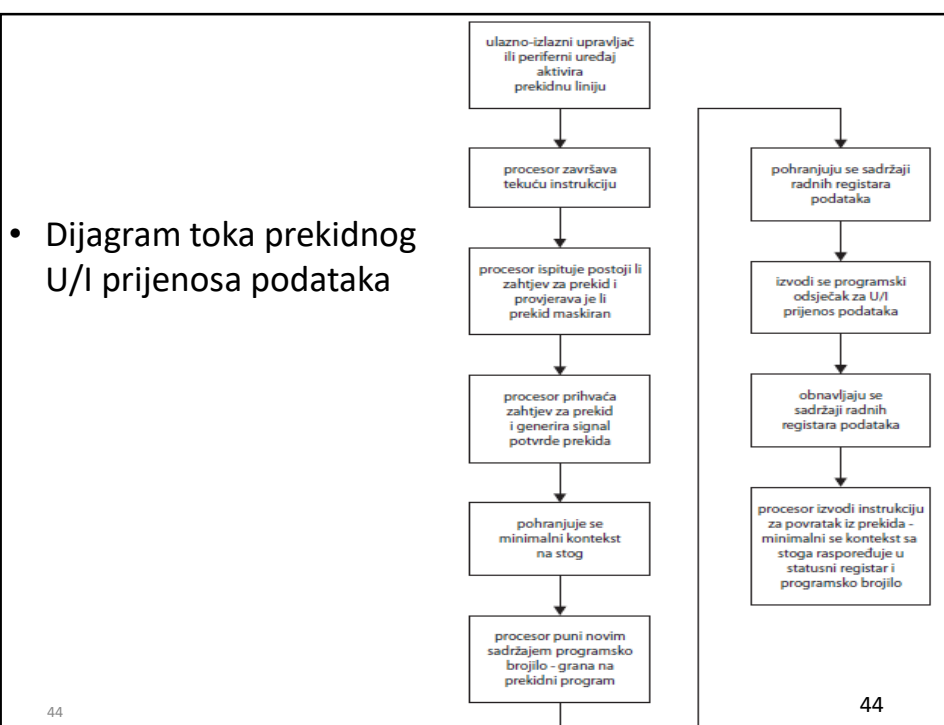 • Dijagram toka prekidnog
U/I prijenosa podataka
ulazno-izlazni upravljač
ili periferni uređaj
aktivira
prekidnu liniju
procesor završava
tekuću instrukciju
procesor ispituje postoji li
zahtjev za prekid i
provjerava je li
prekid maskiran
procesor prihvaća
zahtjev za prekid
i generira signal
potvrde prekida
pohranjuje se
minimalni kontekst
na stog
procesor puni novim
sadržajem programsko
brojilo - grana na
prekidni program
pohranjuju se sadržaji
radnih registara
podataka
izvodi se programski
odsječak za U/I
prijenos podataka
obnavljaju se
sadržaji radnih
registara podataka
procesor izvodi instrukciju
za povratak iz prekida -
minimalni se kontekst sa
stoga raspoređuje u
statusni registar i
programsko brojilo
44
44